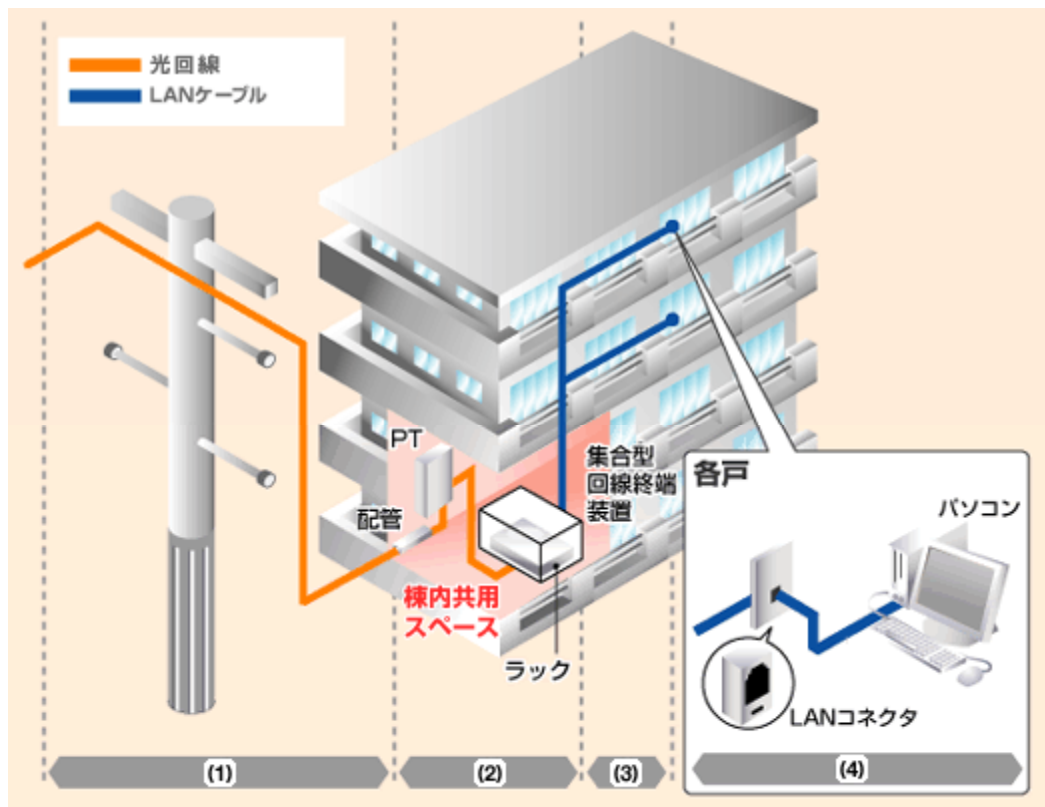 光回線
LANケーブル
PT
配管
集合型
回線終端
装置
棟内共用
スペース
ラック
各戸
パソコン
LANコネクタ
(1)
(2)
(3)
(4)